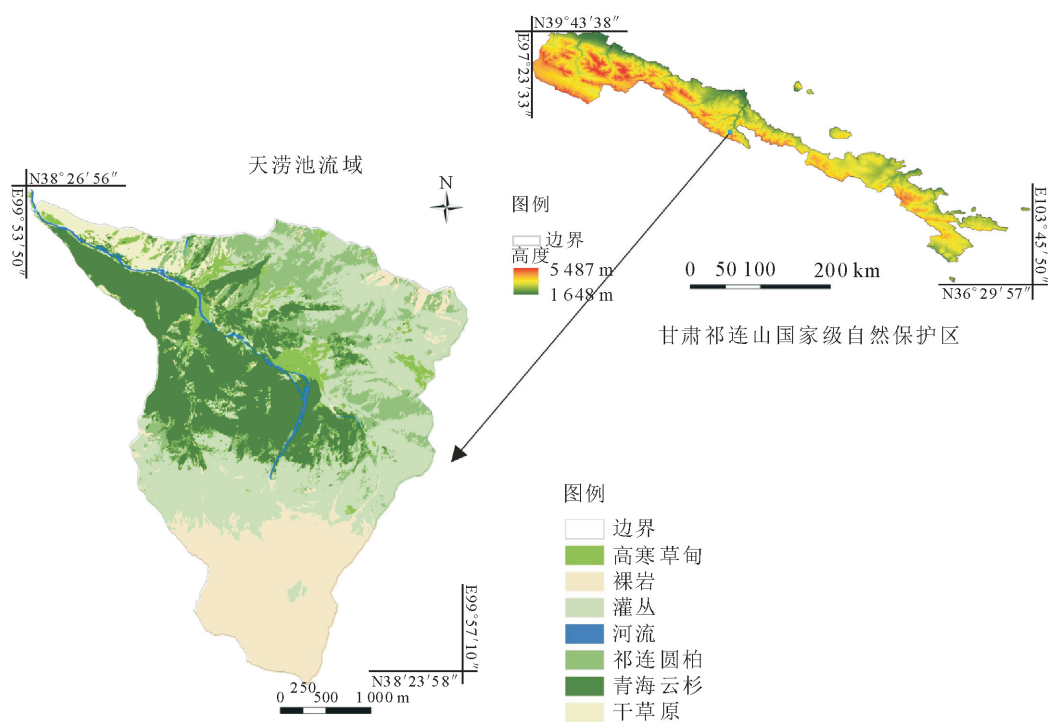 N39°43′38″
E97°23′33″
天涝池流域
N38°26′56″
E99°53′50″
N
图例
边界
高度
5 487 m
1 648 m
0 50 100 200 km
E103°45′50″
N36°29′57″
甘肃祁连山国家级自然保护区
图例
边界
高寒草甸
裸岩
灌丛
河流
祁连圆柏
青海云杉
干草原
E99°57′10″
N38°23′58″
250
0 500 1 000 m